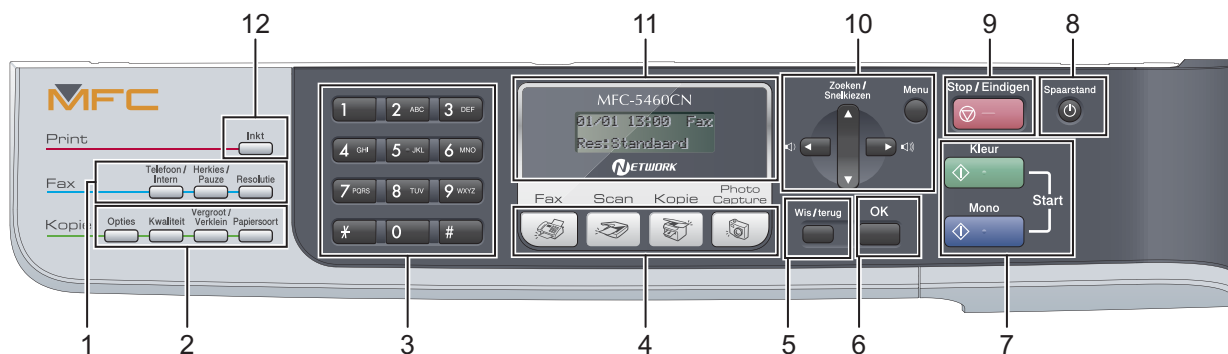 12 11 10 9 8
MFC
Print
Inkt
Fax
Telefoon / Intern
Herkies / Pauze
Resolutie
Kopie
Opties
Kwaliteit
Vergroot / Verklein
Papiersoort
1
2 ABC
3 DEF
4 GHI
5 JKL
6 MNO
7 PQRS
8 TUV
9 WXYZ
*
0
#
MFC-5460CN
01/01 13:00 Fax
Res:Standaard
NETWORK
Fax Scan Kopie Photo Capture
Zoeken / Snelkiezen
Menu
Wis/terug
OK
Stop / Eindigen
Spaarstand
Kleur
Mono
Start
1 2 3 4 5 6 7